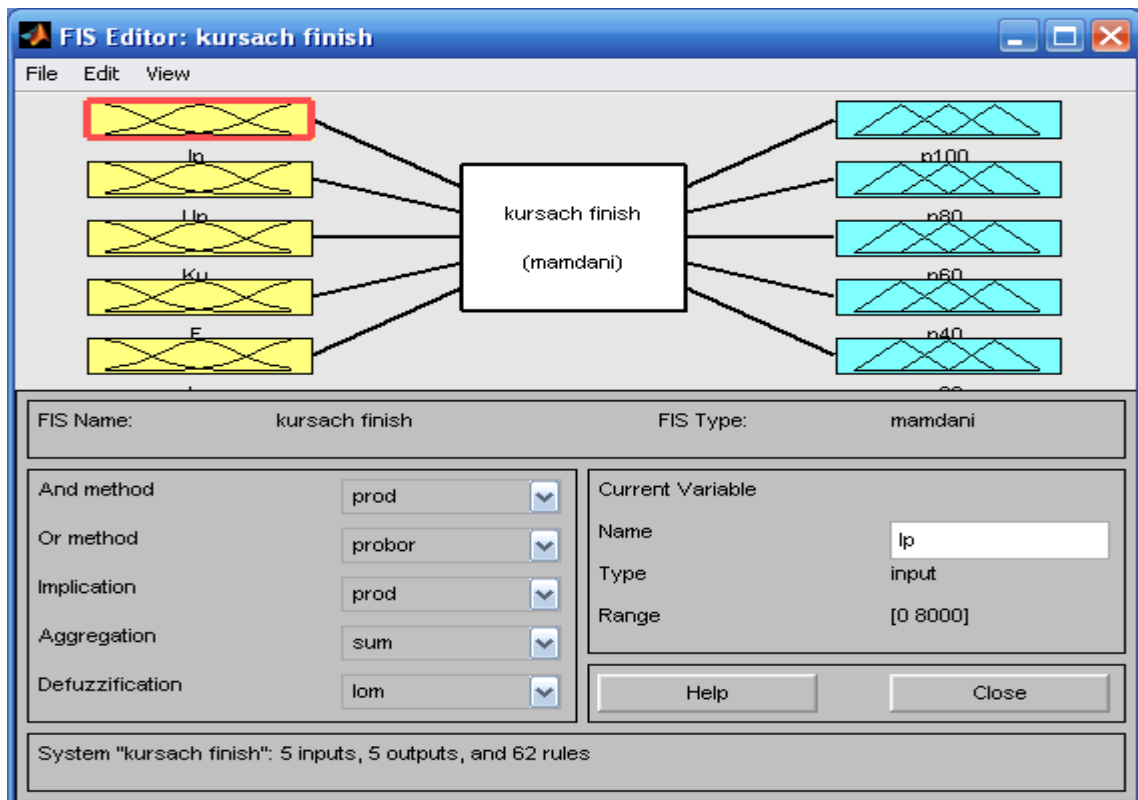 FIS Editor: kursach finish
File Edit View
Ip
p100
Up
p80
kursach finish
(mamdani)
Ku
p60
F
p40
FIS Name: kursach finish FIS Type: mamdani
And method prod
Or method probor
Implication prod
Aggregation sum
Defuzzification lom
Current Variable
Name Ip
Type input
Range [0 8000]
Help Close
System "kursach finish": 5 inputs, 5 outputs, and 62 rules